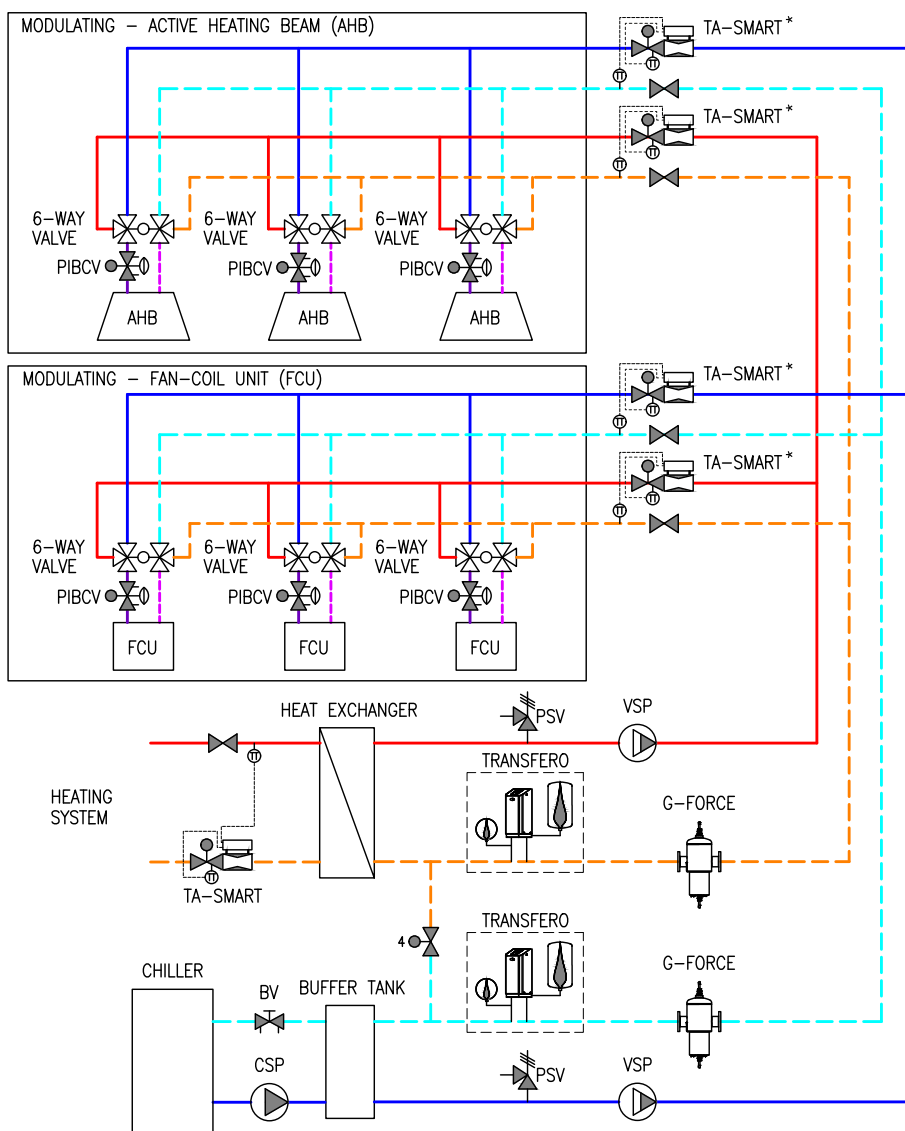 MODULATING – ACTIVE HEATING BEAM (AHB)
TA-SMART*
TA-SMART*
6-WAY VALVE
6-WAY VALVE
6-WAY VALVE
PIBCV
PIBCV
PIBCV
AHB
AHB
AHB
MODULATING – FAN-COIL UNIT (FCU)
TA-SMART*
TA-SMART*
6-WAY VALVE
6-WAY VALVE
6-WAY VALVE
PIBCV
PIBCV
PIBCV
FCU
FCU
FCU
HEAT EXCHANGER
PSV
VSP
TRANSFERO
HEATING
SYSTEM
G-FORCE
TA-SMART
TRANSFERO
4
CHILLER
BV
BUFFER TANK
G-FORCE
CSP
PSV
VSP